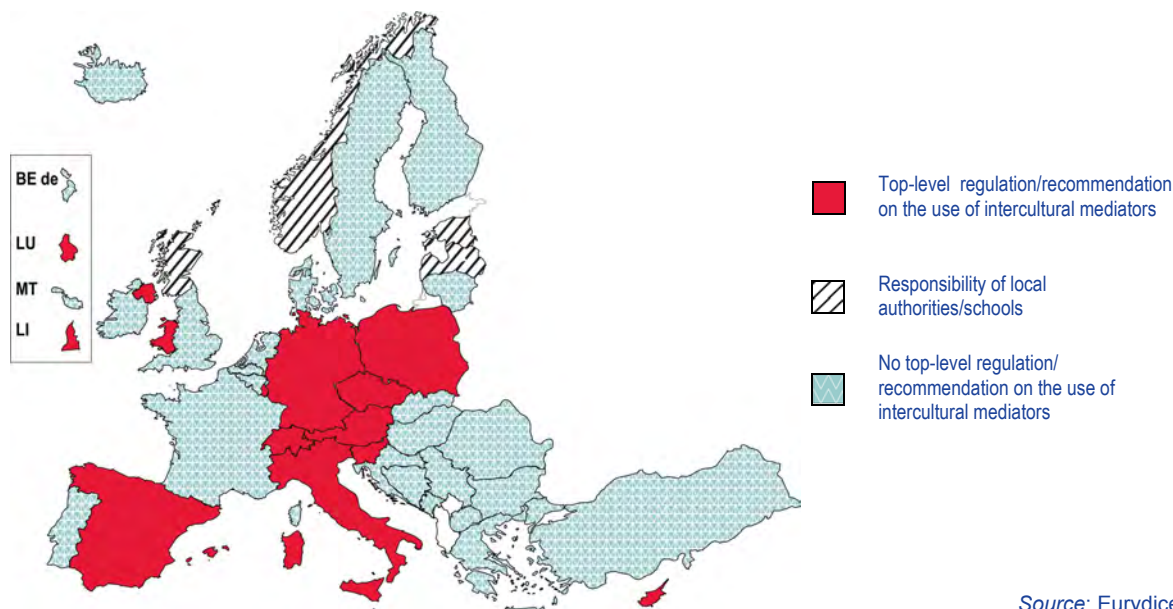 BE de
LU
MT
LI
Top-level regulation/recommendation
on the use of intercultural mediators
Responsibility of local
authorities/schools
No top-level regulation/
recommendation on the use of
intercultural mediators
Source: Eurydice